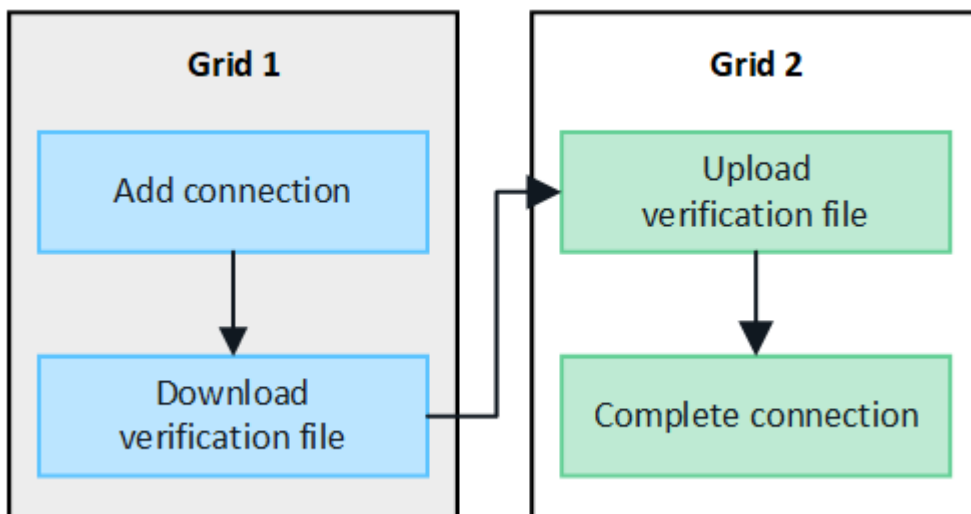 Grid 1
Add connection
Download
verification file
Grid 2
Upload
verification file
Complete connection